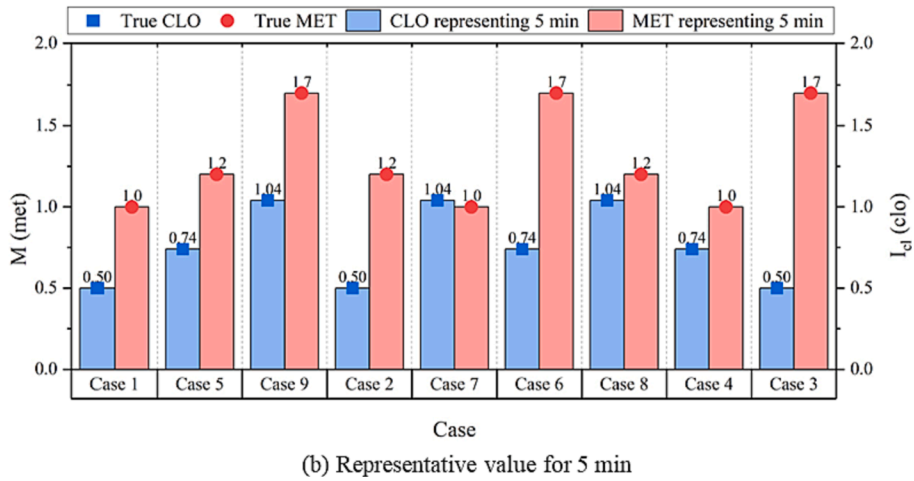 True CLO True MET CLO representing 5 min MET representing 5 min
2.0 2.0
1.7 1.7 1.7
1.5 1.5
1.2 1.2 1.2
1.04 1.04 1.04
1.0 1.0 1.0 1.0 1.0
0.74 0.74 0.74
0.50 0.50 0.50
0.5 0.5
0.0 0.0
M (met)
I_cl (clo)
Case 1 Case 5 Case 9 Case 2 Case 7 Case 6 Case 8 Case 4 Case 3
Case
(b) Representative value for 5 min